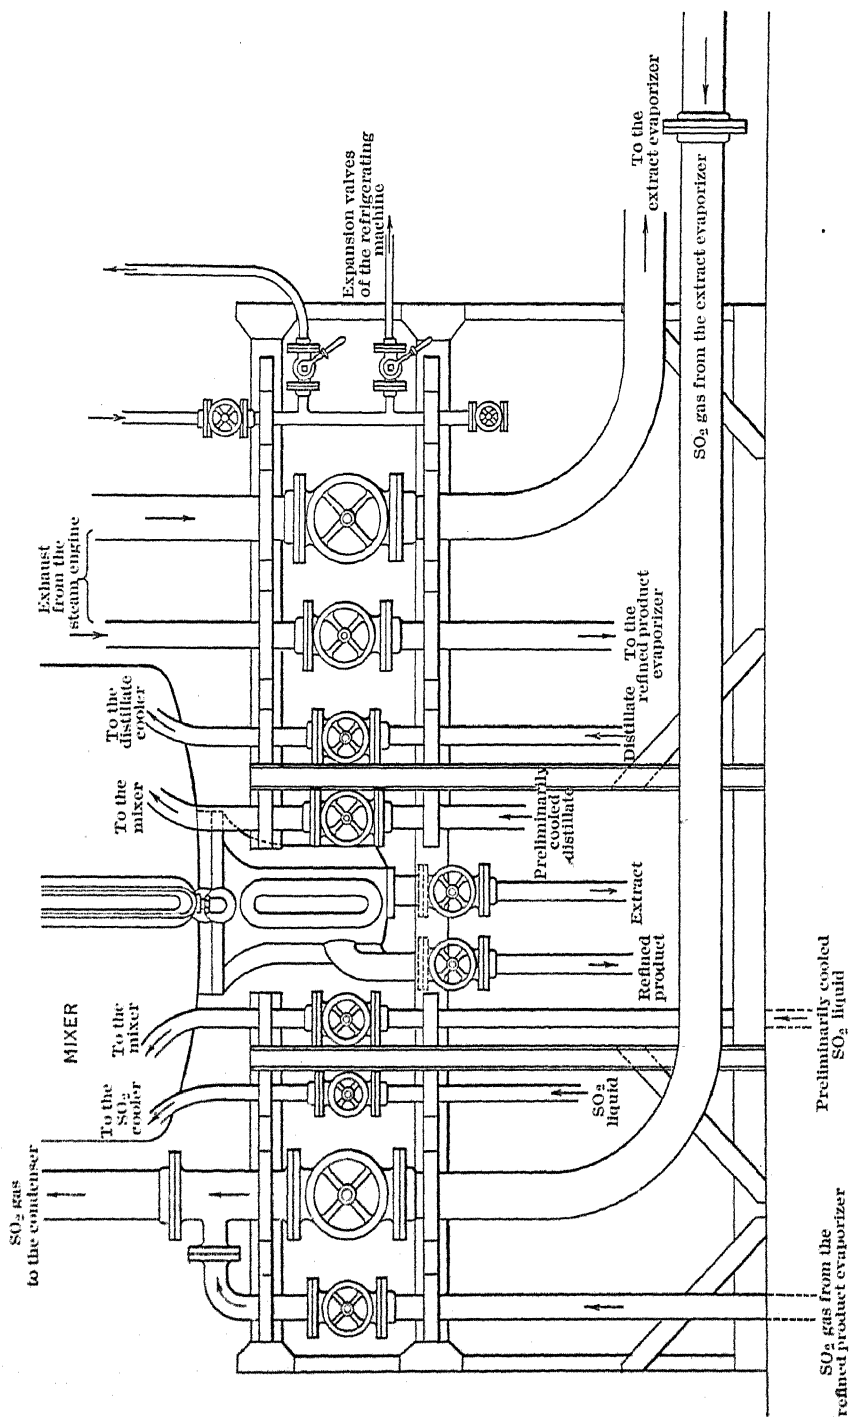 SO₂ gas
to the condenser
MIXER
To the
SO₂
cooler
To the
mixer
To the
mixer
To the
distillate
cooler
Exhaust
from the
steam engine
Expansion valves
of the refrigerating
machine
To the
extract evaporizer
SO₂ gas from the extract evaporizer
To the
refined product
evaporizer
Distillate
Preliminarily
cooled
distillate
Extract
Refined
product
SO₂
liquid
Preliminarily cooled
SO₂ liquid
SO₂ gas from the
refined product evaporizer